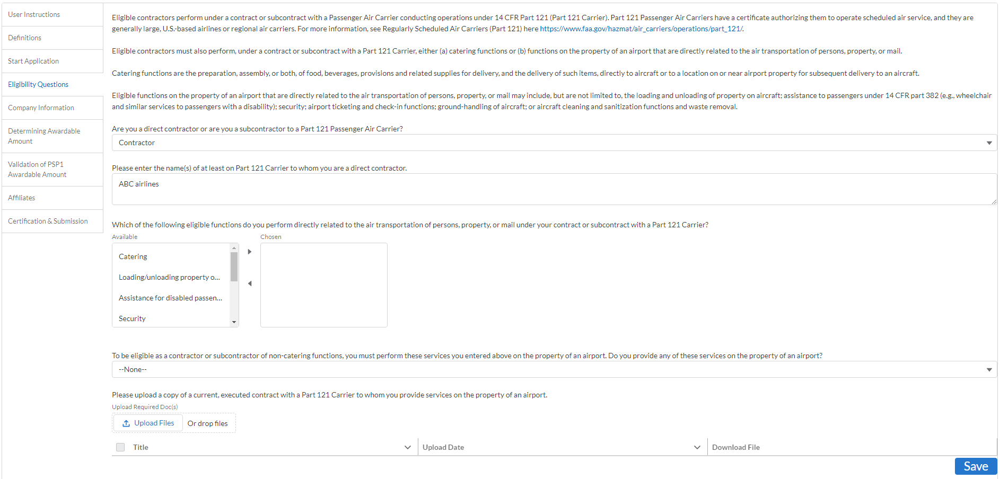 User Instructions
Definitions
Start Application
Eligibility Questions
Company Information
Determining Awardable
Amount
Validation of PSP1
Awardable Amount
Affiliates
Certification & Submission
Eligible contractors perform under a contract or subcontract with a Passenger Air Carrier conducting operations under 14 CFR Part 121 (Part 121 Carrier). Part 121 Passenger Air Carriers have a certificate authorizing them to operate scheduled air service, and they are
generally large, U.S.-based airlines or regional air carriers. For more information, see Regularly Scheduled Air Carriers (Part 121) here https://www.faa.gov/hazmat/air_carriers/operations/part_121/.
Eligible contractors must also perform, under a contract or subcontract with a Part 121 Carrier, either (a) catering functions or (b) functions on the property of an airport that are directly related to the air transportation of persons, property, or mail.
Catering functions are the preparation, assembly, or both, of food, beverages, provisions and related supplies for delivery, and the delivery of such items, directly to aircraft or to a location on or near airport property for subsequent delivery to an aircraft.
Eligible functions on the property of an airport that are directly related to the air transportation of persons, property, or mail may include, but are not limited to, the loading and unloading of property on aircraft; assistance to passengers under 14 CFR part 382 (e.g., wheelchair
and similar services to passengers with a disability); security; airport ticketing and check-in functions; ground-handling of aircraft; or aircraft cleaning and sanitization functions and waste removal.
Are you a direct contractor or are you a subcontractor to a Part 121 Passenger Air Carrier?
Contractor
Please enter the name(s) of at least on Part 121 Carrier to whom you are a direct contractor.
ABC airlines
Which of the following eligible functions do you perform directly related to the air transportation of persons, property, or mail under your contract or subcontract with a Part 121 Carrier?
Available
Chosen
Catering
Loading/unloading property o...
Assistance for disabled passen...
Security
To be eligible as a contractor or subcontractor of non-catering functions, you must perform these services you entered above on the property of an airport. Do you provide any of these services on the property of an airport?
--None--
Please upload a copy of a current, executed contract with a Part 121 Carrier to whom you provide services on the property of an airport.
Upload Required Doc(s)
Upload Files Or drop files
Title Upload Date Download File
Save